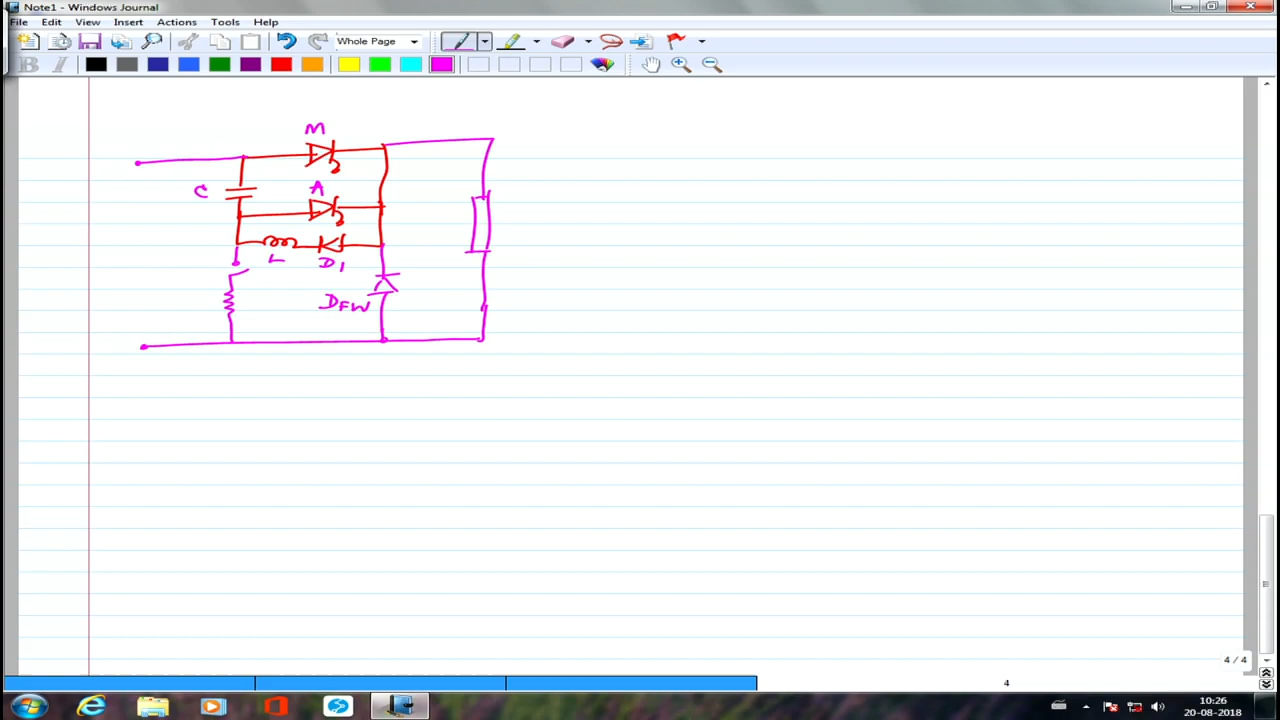 Note1 - Windows Journal
File Edit View Insert Actions Tools Help
Whole Page
B I
M
C
A
L
D1
DFW
4 / 4
4
10:26
20-08-2018